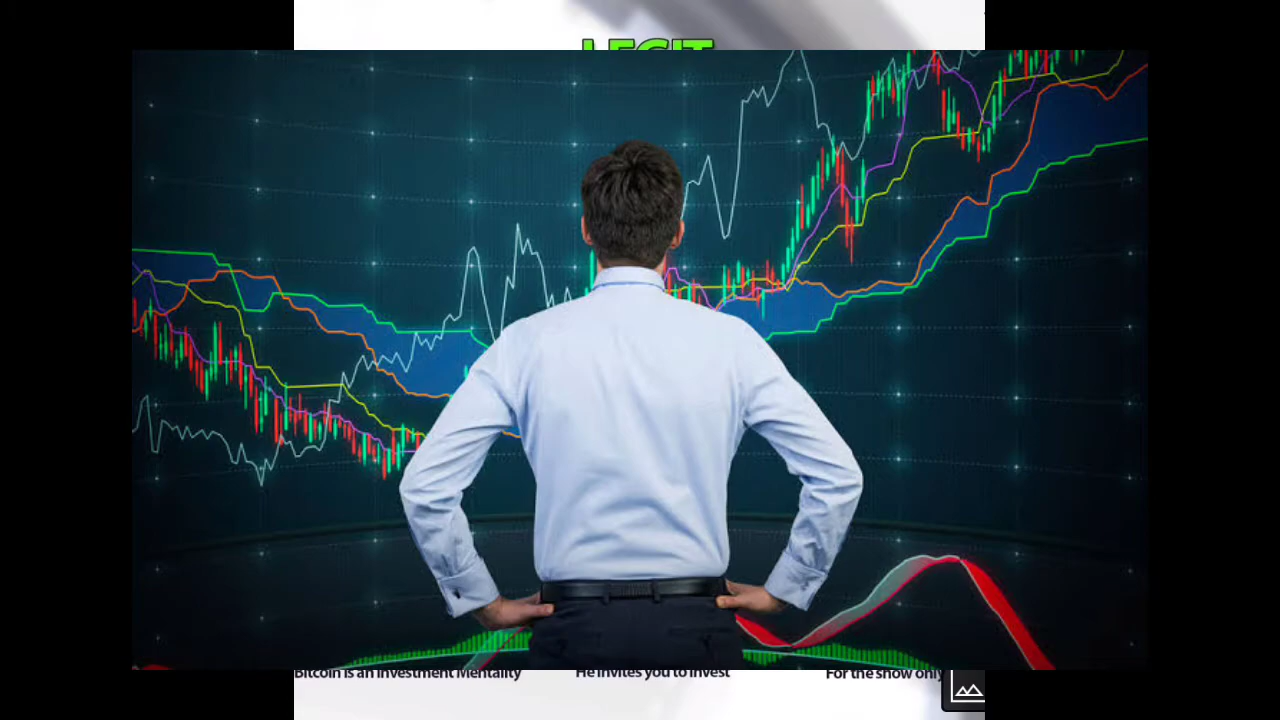 LEGIT
Bitcoin is an Investment Mentality
He invites you to invest
For the show only